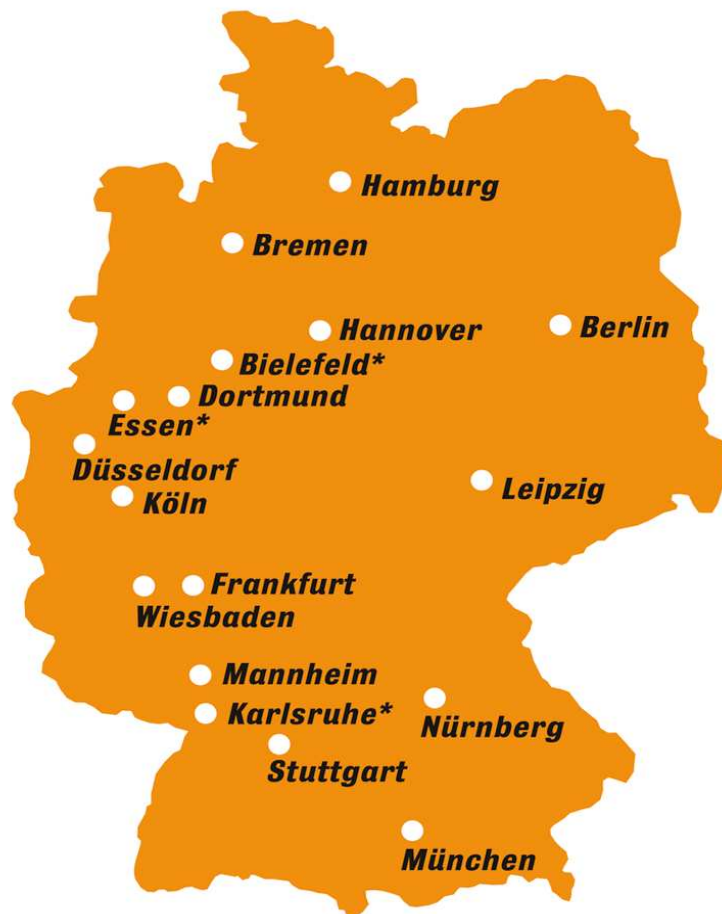 Hamburg
Bremen
Hannover
Berlin
Bielefeld*
Dortmund
Essen*
Düsseldorf
Köln
Leipzig
Frankfurt
Wiesbaden
Mannheim
Karlsruhe*
Nürnberg
Stuttgart
München